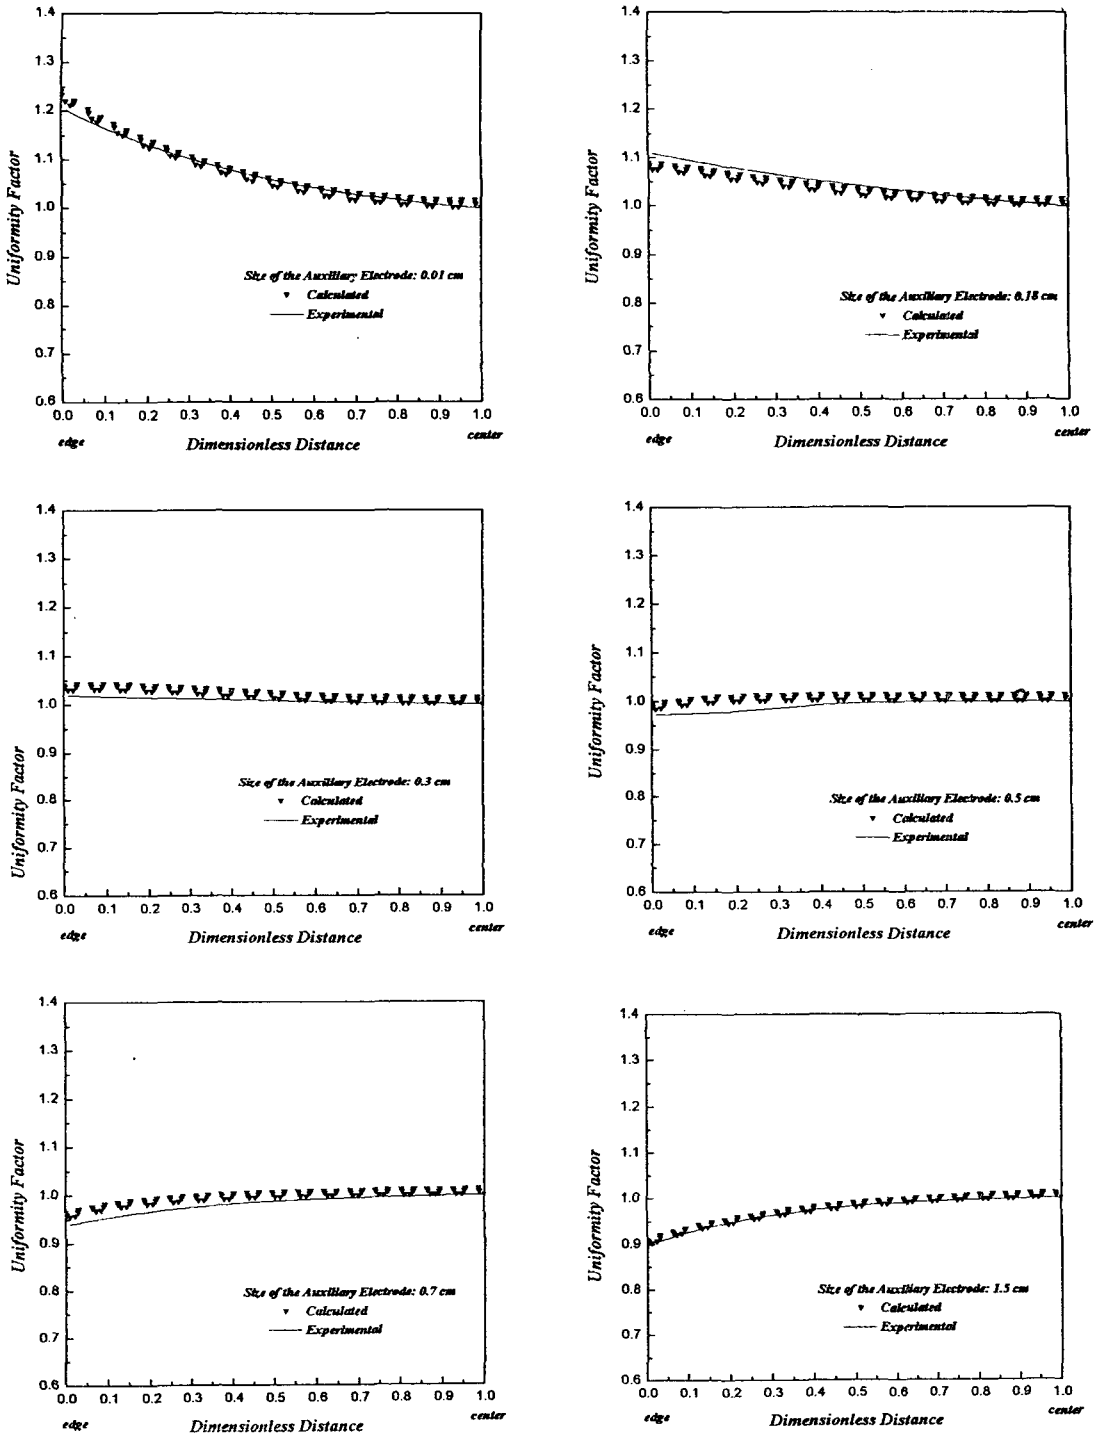 1.4
1.3
1.2
1.1
1.0
0.9
0.8
0.7
0.6
Uniformity Factor
Size of the Auxiliary Electrode: 0.01 cm
Calculated
Experimental
0.0 0.1 0.2 0.3 0.4 0.5 0.6 0.7 0.8 0.9 1.0
edge
Dimensionless Distance
center
1.4
1.3
1.2
1.1
1.0
0.9
0.8
0.7
0.6
Uniformity Factor
Size of the Auxiliary Electrode: 0.18 cm
Calculated
Experimental
0.0 0.1 0.2 0.3 0.4 0.5 0.6 0.7 0.8 0.9 1.0
edge
Dimensionless Distance
center
1.4
1.3
1.2
1.1
1.0
0.9
0.8
0.7
0.6
Uniformity Factor
Size of the Auxiliary Electrode: 0.3 cm
Calculated
Experimental
0.0 0.1 0.2 0.3 0.4 0.5 0.6 0.7 0.8 0.9 1.0
edge
Dimensionless Distance
center
1.4
1.3
1.2
1.1
1.0
0.9
0.8
0.7
0.6
Uniformity Factor
Size of the Auxiliary Electrode: 0.5 cm
Calculated
Experimental
0.0 0.1 0.2 0.3 0.4 0.5 0.6 0.7 0.8 0.9 1.0
edge
Dimensionless Distance
center
1.4
1.3
1.2
1.1
1.0
0.9
0.8
0.7
0.6
Uniformity Factor
Size of the Auxiliary Electrode: 0.7 cm
Calculated
Experimental
0.0 0.1 0.2 0.3 0.4 0.5 0.6 0.7 0.8 0.9 1.0
edge
Dimensionless Distance
center
1.4
1.3
1.2
1.1
1.0
0.9
0.8
0.7
0.6
Uniformity Factor
Size of the Auxiliary Electrode: 1.5 cm
Calculated
Experimental
0.0 0.1 0.2 0.3 0.4 0.5 0.6 0.7 0.8 0.9 1.0
edge
Dimensionless Distance
center